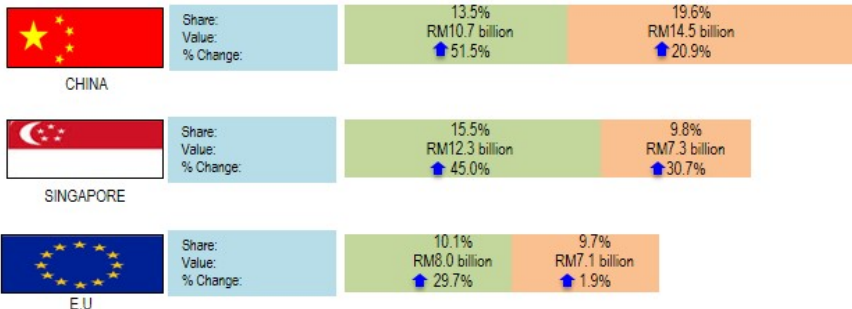 Share: 13.5% 19.6%
Value: RM10.7 billion RM14.5 billion
% Change: 51.5% 20.9%
CHINA
Share: 15.5% 9.8%
Value: RM12.3 billion RM7.3 billion
% Change: 45.0% 30.7%
SINGAPORE
Share: 10.1% 9.7%
Value: RM8.0 billion RM7.1 billion
% Change: 29.7% 1.9%
E.U